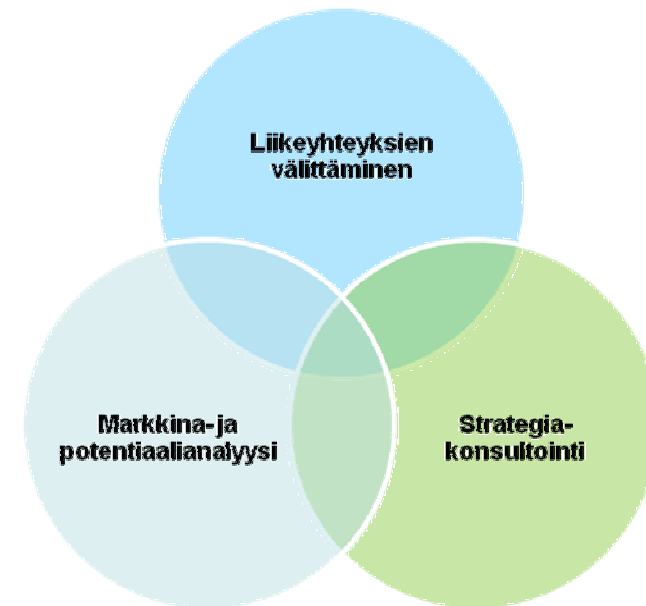 Liikeyhteyksien
välittäminen
Markkina-ja
potentiaalianalyysi
Strategia-
konsultointi